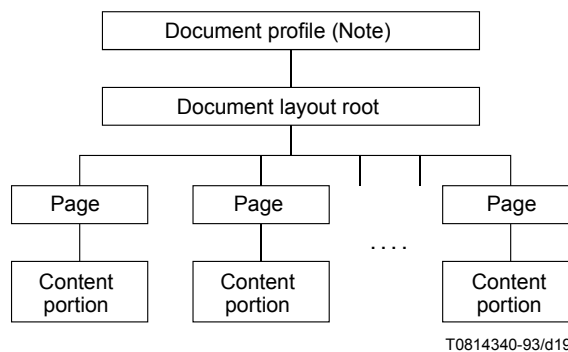 Document profile (Note)
Document layout root
Page Page Page
. . . .
Content portion Content portion Content portion
T0814340-93/d19